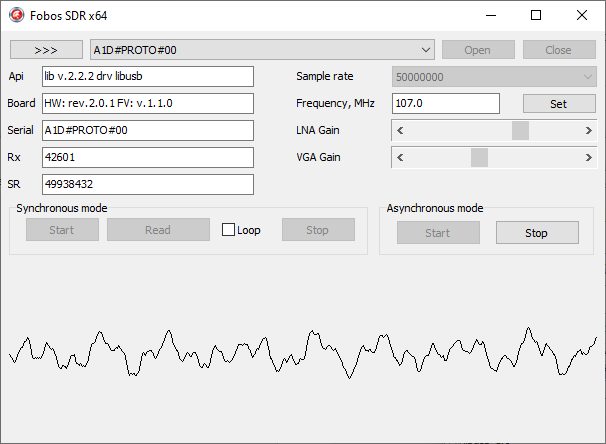 Fobos SDR x64
>>> A1D#PROTO#00 Open Close
Api lib v.2.2.2 drv libusb Sample rate 50000000
Board HW: rev.2.0.1 FV: v.1.1.0 Frequency, MHz 107.0 Set
Serial A1D#PROTO#00 LNA Gain
Rx 42601 VGA Gain
SR 49938432
Synchronous mode Asynchronous mode
Start Read Loop Stop Start Stop